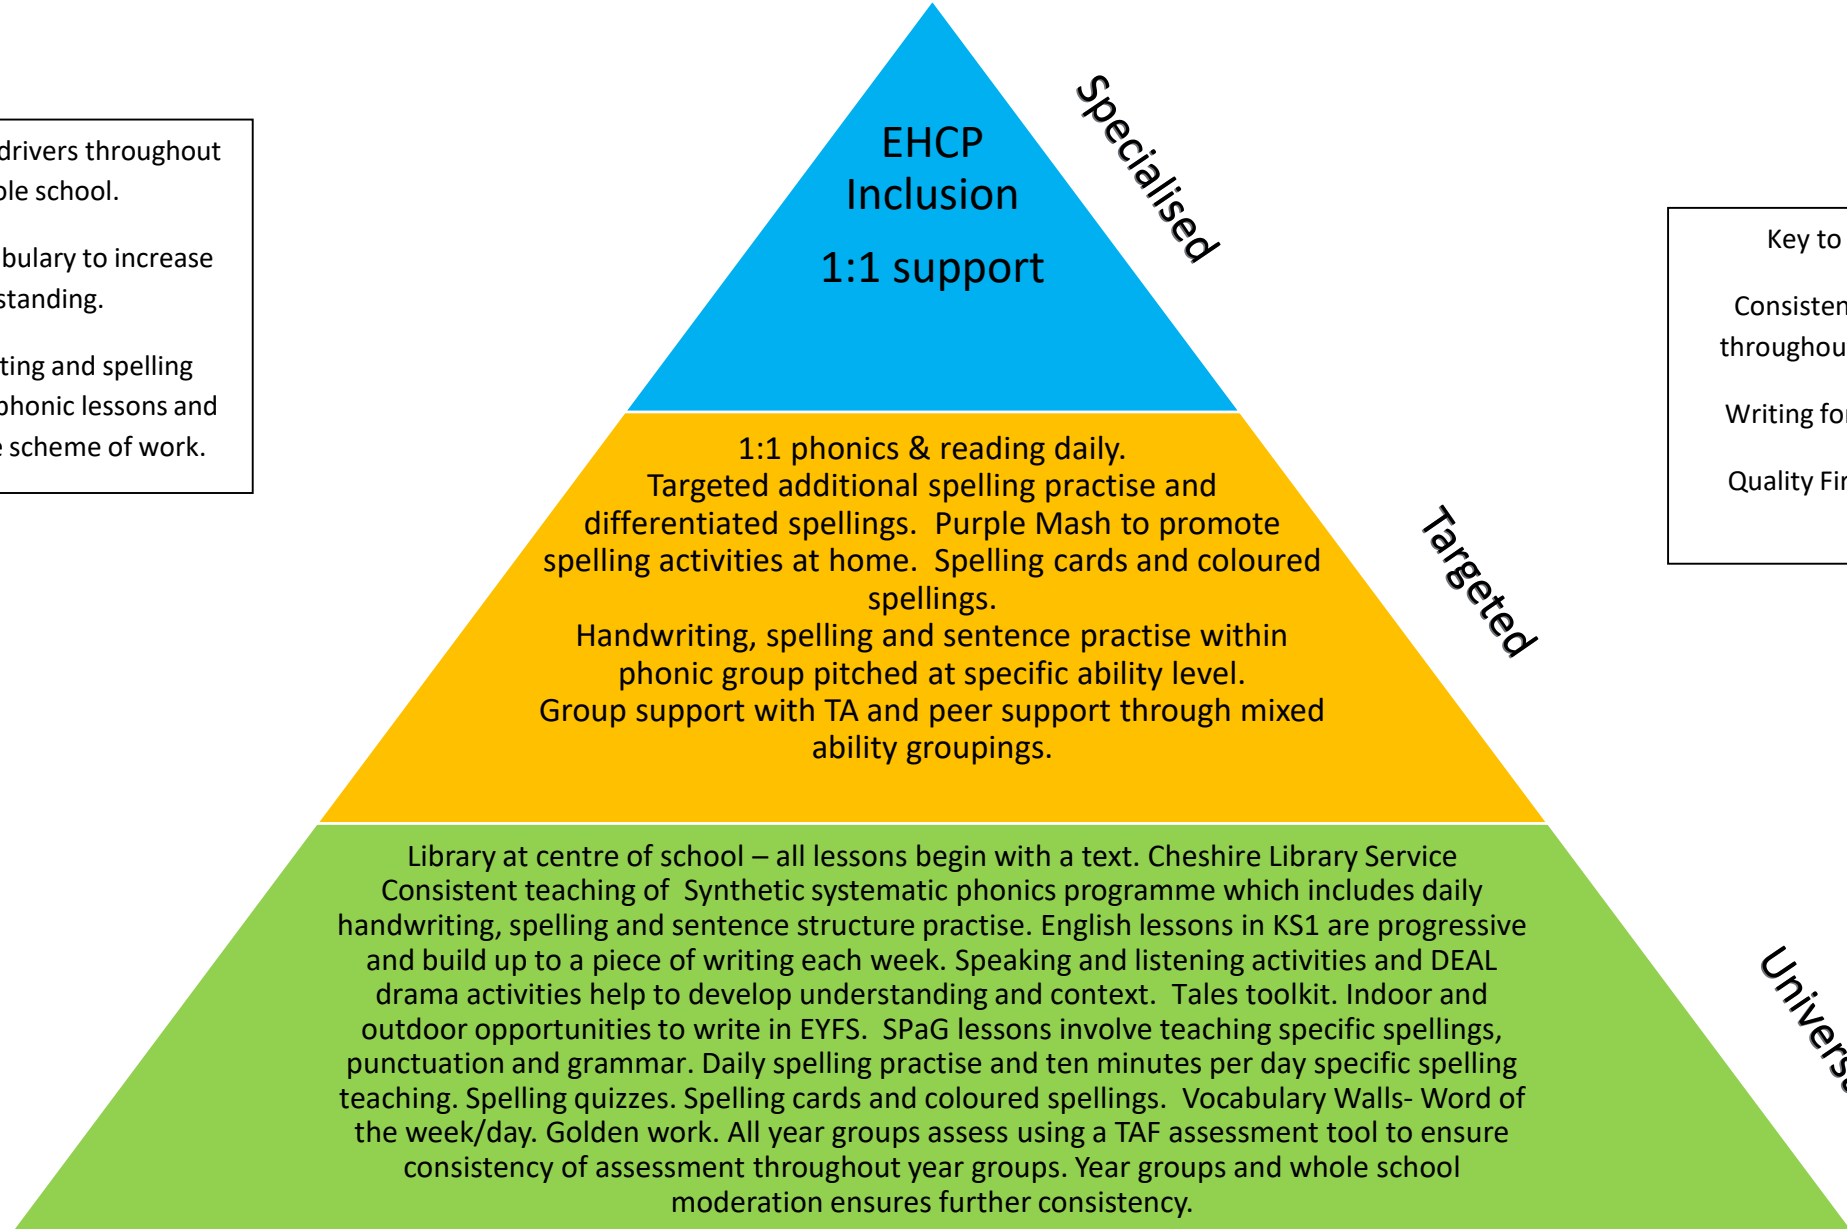 drivers throughout
ole school.
bulary to increase
standing.
ting and spelling
phonic lessons and
e scheme of work.
EHCP
Inclusion
1:1 support
Specialised
Key to
Consisten
throughou
Writing for
Quality Fir
1:1 phonics & reading daily.
Targeted additional spelling practise and
differentiated spellings.  Purple Mash to promote
spelling activities at home.  Spelling cards and coloured
spellings.
Handwriting, spelling and sentence practise within
phonic group pitched at specific ability level.
Group support with TA and peer support through mixed
ability groupings.
Targeted
Library at centre of school – all lessons begin with a text. Cheshire Library Service
Consistent teaching of  Synthetic systematic phonics programme which includes daily
handwriting, spelling and sentence structure practise. English lessons in KS1 are progressive
and build up to a piece of writing each week. Speaking and listening activities and DEAL
drama activities help to develop understanding and context.  Tales toolkit. Indoor and
outdoor opportunities to write in EYFS.  SPaG lessons involve teaching specific spellings,
punctuation and grammar. Daily spelling practise and ten minutes per day specific spelling
teaching. Spelling quizzes. Spelling cards and coloured spellings.  Vocabulary Walls- Word of
the week/day. Golden work. All year groups assess using a TAF assessment tool to ensure
consistency of assessment throughout year groups. Year groups and whole school
moderation ensures further consistency.
Univers